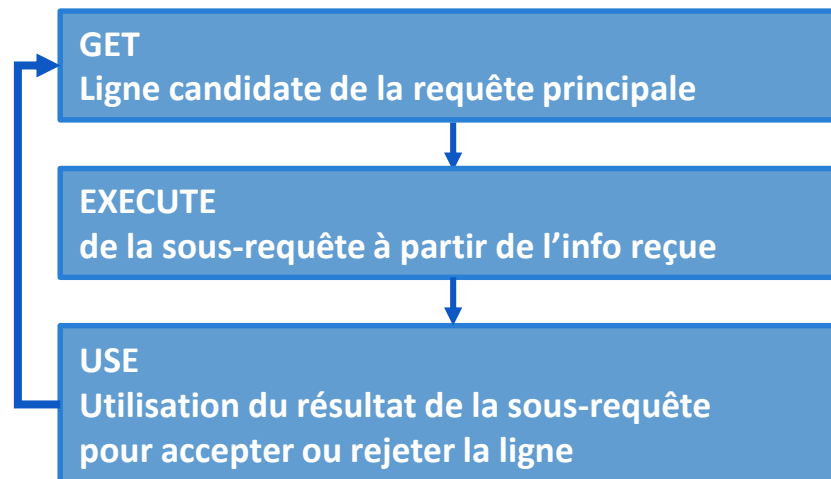 GET
Ligne candidate de la requête principale
EXECUTE
de la sous-requête à partir de l’info reçue
USE
Utilisation du résultat de la sous-requête
pour accepter ou rejeter la ligne